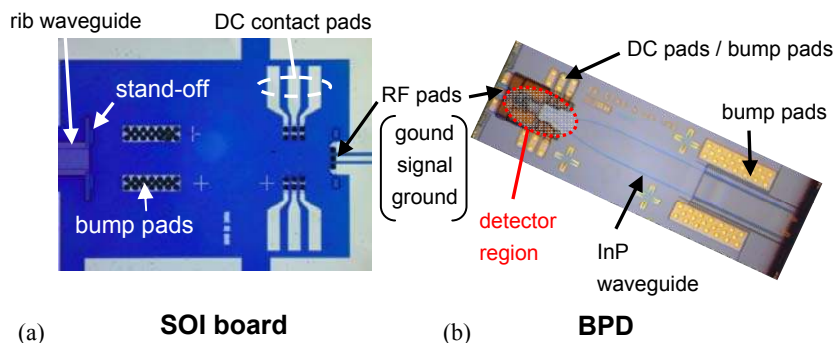 rib waveguide
DC contact pads
stand-off
bump pads
RF pads
gound
signal
ground
DC pads / bump pads
bump pads
detector
region
InP
waveguide
(a) SOI board
(b) BPD